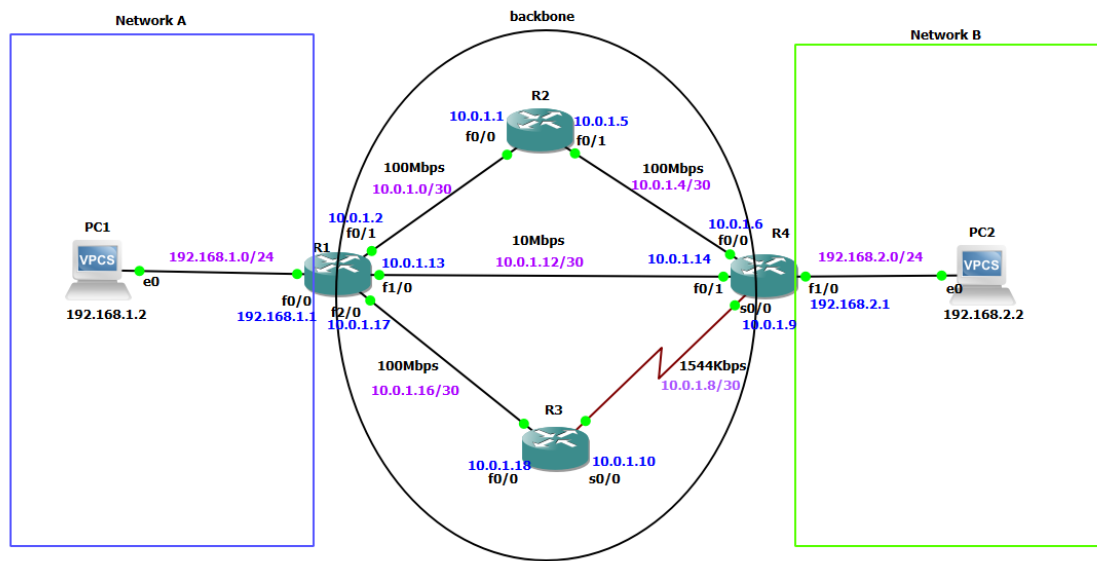 backbone
Network A
Network B
R2
10.0.1.1
10.0.1.5
f0/0
f0/1
100Mbps
10.0.1.0/30
100Mbps
10.0.1.4/30
10.0.1.2
f0/1
10.0.1.6
f0/0
PC1
VPCS
e0
192.168.1.2
192.168.1.0/24
R1
f0/0
192.168.1.1
10.0.1.13
f1/0
10Mbps
10.0.1.12/30
10.0.1.14
f0/1
R4
f1/0
192.168.2.1
192.168.2.0/24
PC2
VPCS
e0
192.168.2.2
f2/0
10.0.1.17
s0/0
10.0.1.9
100Mbps
10.0.1.16/30
1544Kbps
10.0.1.8/30
R3
10.0.1.18
f0/0
10.0.1.10
s0/0